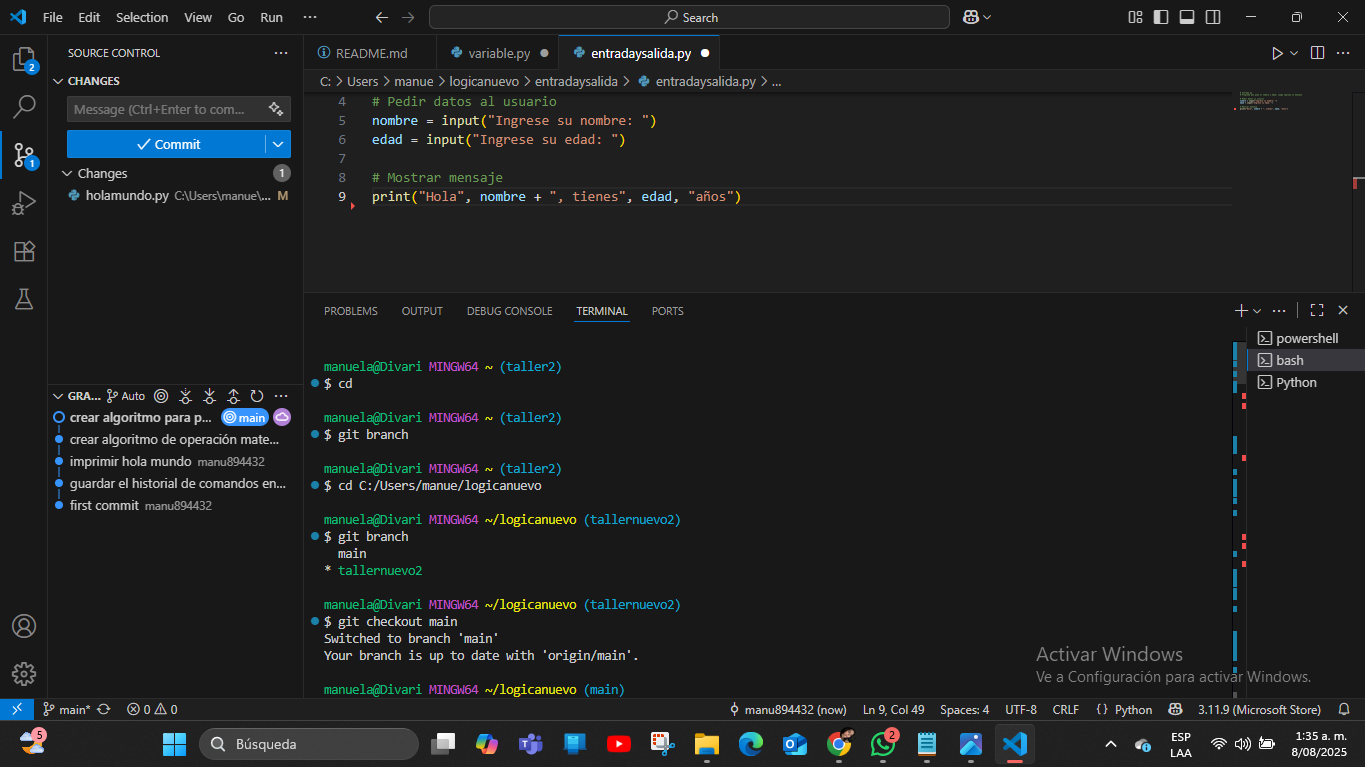 File Edit Selection View Go Run ···
Search
SOURCE CONTROL ···
CHANGES
Message (Ctrl+Enter to com...
Commit
Changes 1
holamundo.py C:\Users\manue\... M
2
1
GRA... Auto ···
crear algoritmo para p... main
crear algoritmo de operación mate...
imprimir hola mundo manu894432
guardar el historial de comandos en...
first commit manu894432
README.md variable.py entradaysalida.py
C: > Users > manue > logicanuevo > entradaysalida > entradaysalida.py > ...
4 # Pedir datos al usuario
5 nombre = input("Ingrese su nombre: ")
6 edad = input("Ingrese su edad: ")
7
8 # Mostrar mensaje
9 print("Hola", nombre + ", tienes", edad, "años")
PROBLEMS OUTPUT DEBUG CONSOLE TERMINAL PORTS
manuela@Divari MINGW64 ~ (taller2)
$ cd
manuela@Divari MINGW64 ~ (taller2)
$ git branch
manuela@Divari MINGW64 ~ (taller2)
$ cd C:/Users/manue/logicanuevo
manuela@Divari MINGW64 ~/logicanuevo (tallernuevo2)
$ git branch
main
* tallernuevo2
manuela@Divari MINGW64 ~/logicanuevo (tallernuevo2)
$ git checkout main
Switched to branch 'main'
Your branch is up to date with 'origin/main'.
manuela@Divari MINGW64 ~/logicanuevo (main)
powershell
bash
Python
Activar Windows
Ve a Configuración para activar Windows.
main* 0 0 manu894432 (now) Ln 9, Col 49 Spaces: 4 UTF-8 CRLF {} Python 3.11.9 (Microsoft Store)
5 Búsqueda 2 ESP LAA 1:35 a. m. 8/08/2025